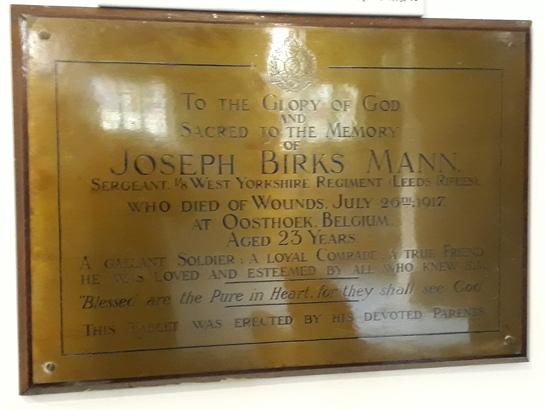 To the Glory of God
and
Sacred to the Memory
of
Joseph Birks Mann.
Sergeant, 1/8 West Yorkshire Regiment (Leeds Rifles),
who died of Wounds, July 26th, 1917,
at Oosthoek, Belgium.
Aged 23 Years
A gallant Soldier: a loyal Comrade: a true Friend
He was loved and esteemed by all who knew him.
"Blessed are the Pure in Heart, for they shall see God"
This Tablet was erected by his devoted Parents